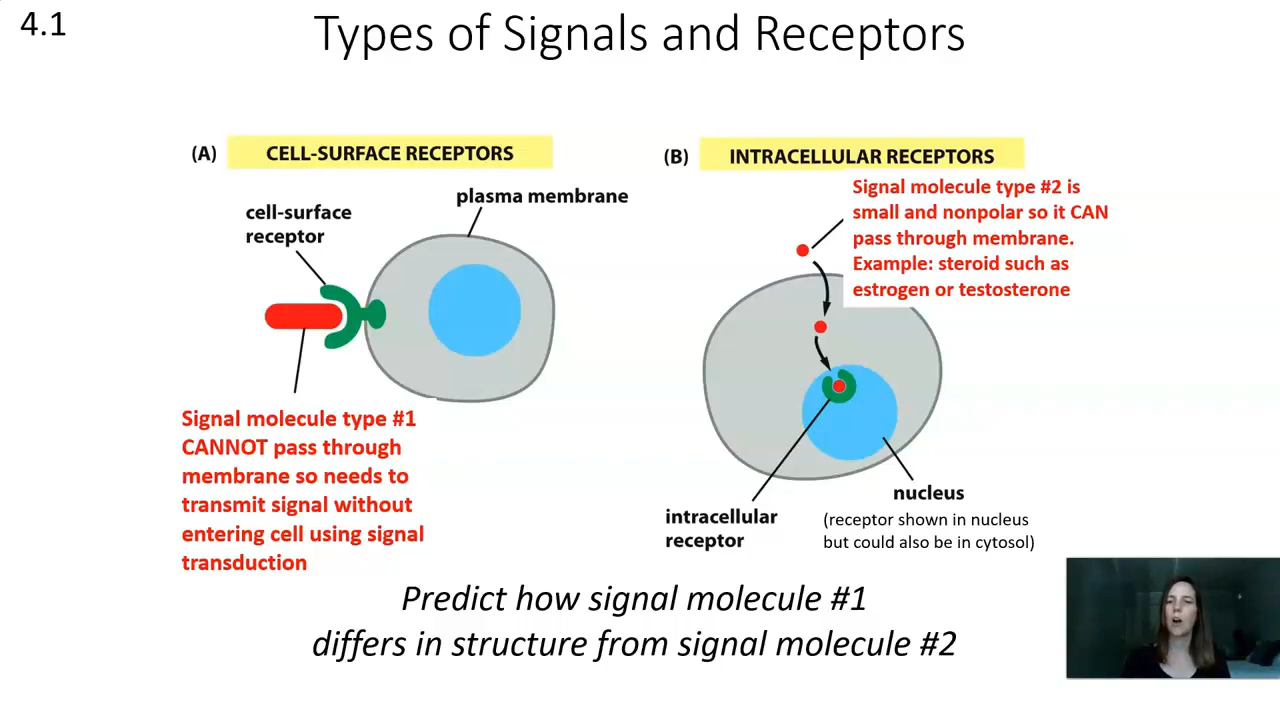 4.1
Types of Signals and Receptors
(A) CELL-SURFACE RECEPTORS
plasma membrane
cell-surface
receptor
Signal molecule type #1
CANNOT pass through
membrane so needs to
transmit signal without
entering cell using signal
transduction
(B) INTRACELLULAR RECEPTORS
Signal molecule type #2 is
small and nonpolar so it CAN
pass through membrane.
Example: steroid such as
estrogen or testosterone
nucleus
(receptor shown in nucleus
but could also be in cytosol)
intracellular
receptor
Predict how signal molecule #1
differs in structure from signal molecule #2